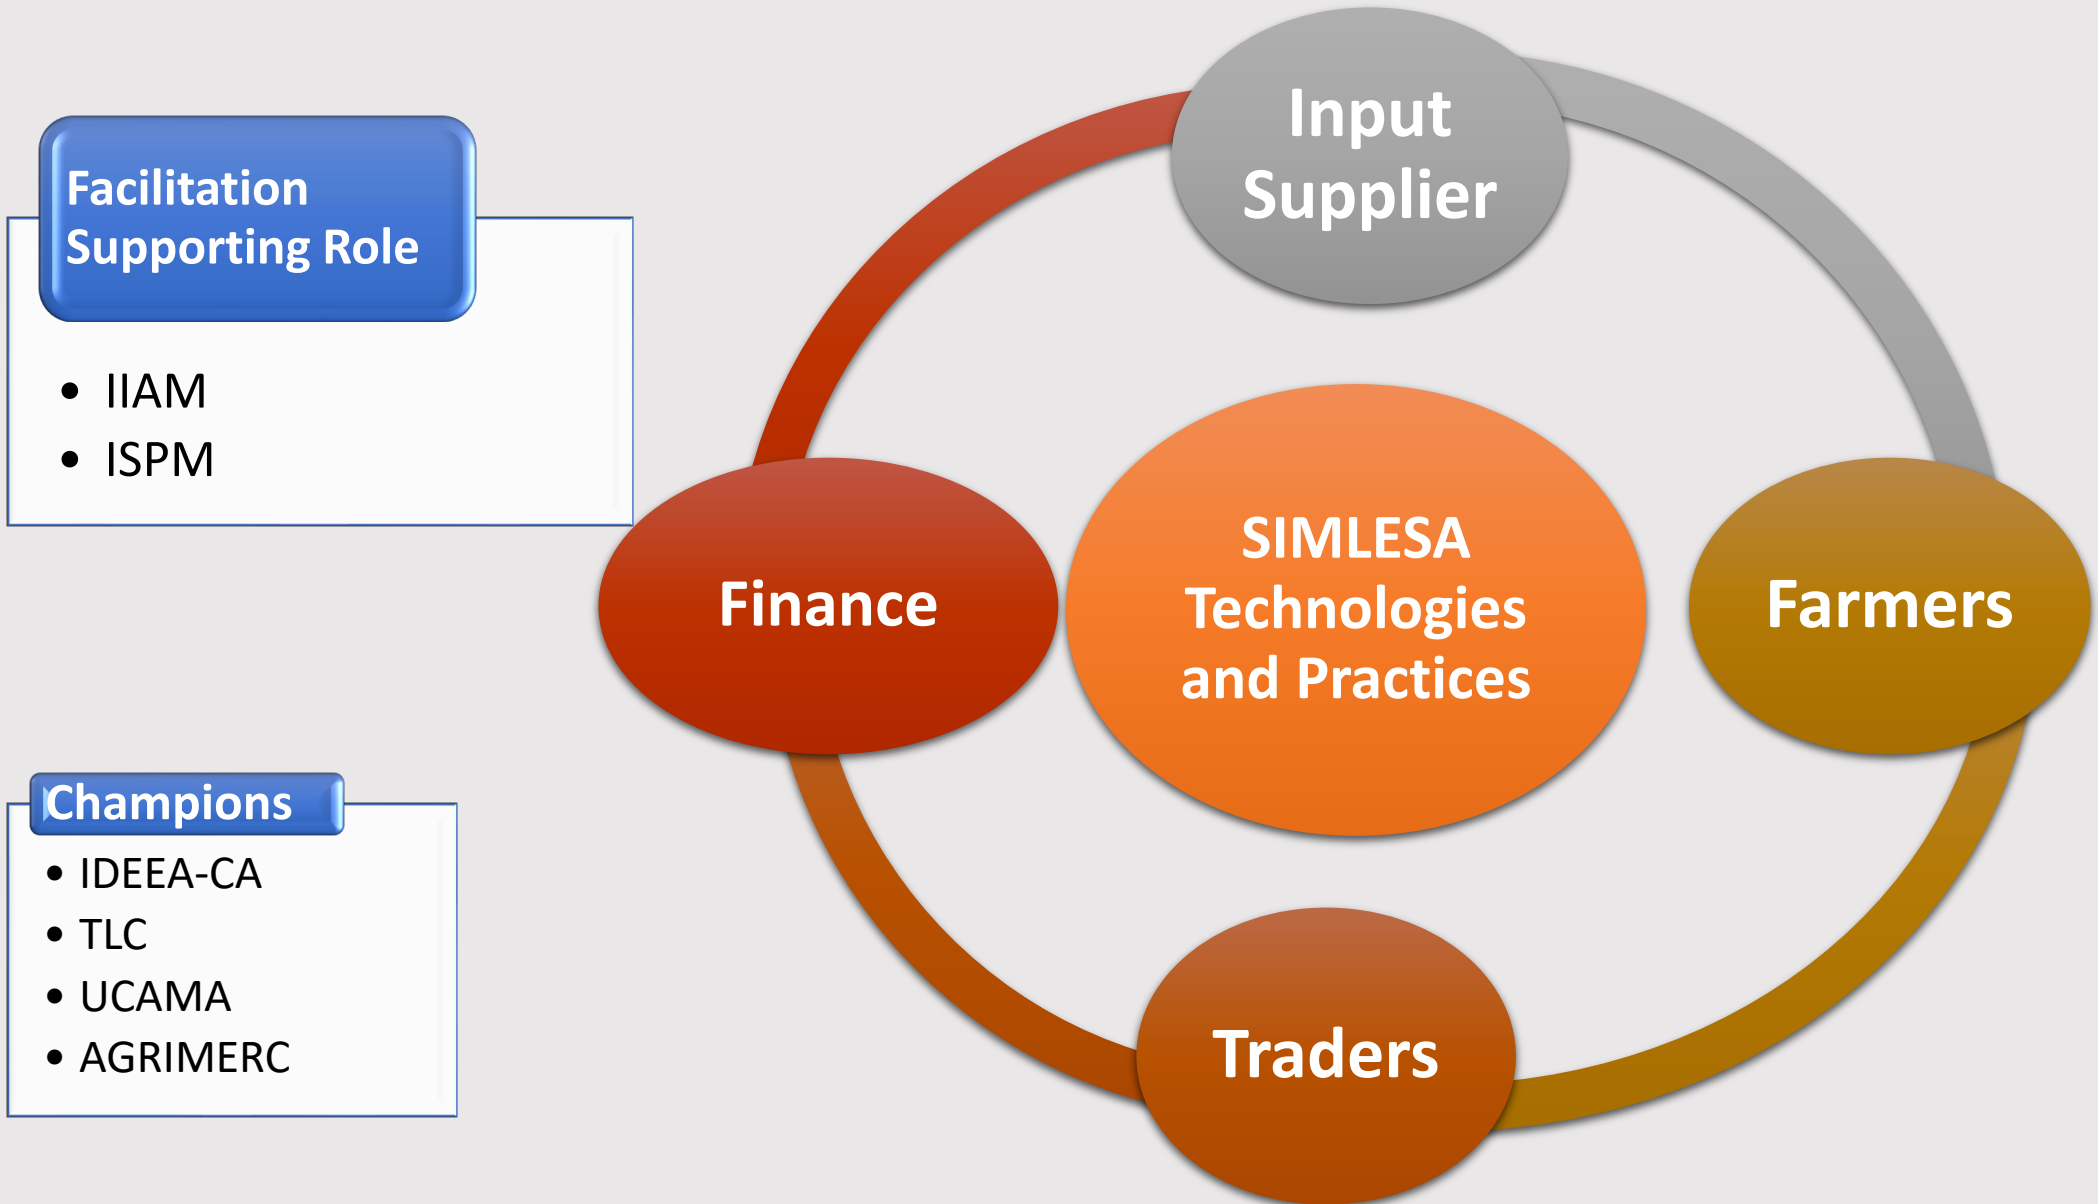 Facilitation
Supporting Role
• IIAM
• ISPM
Champions
• IDEEA-CA
• TLC
• UCAMA
• AGRIMERC
Input
Supplier
Finance
SIMLESA
Technologies
and Practices
Farmers
Traders